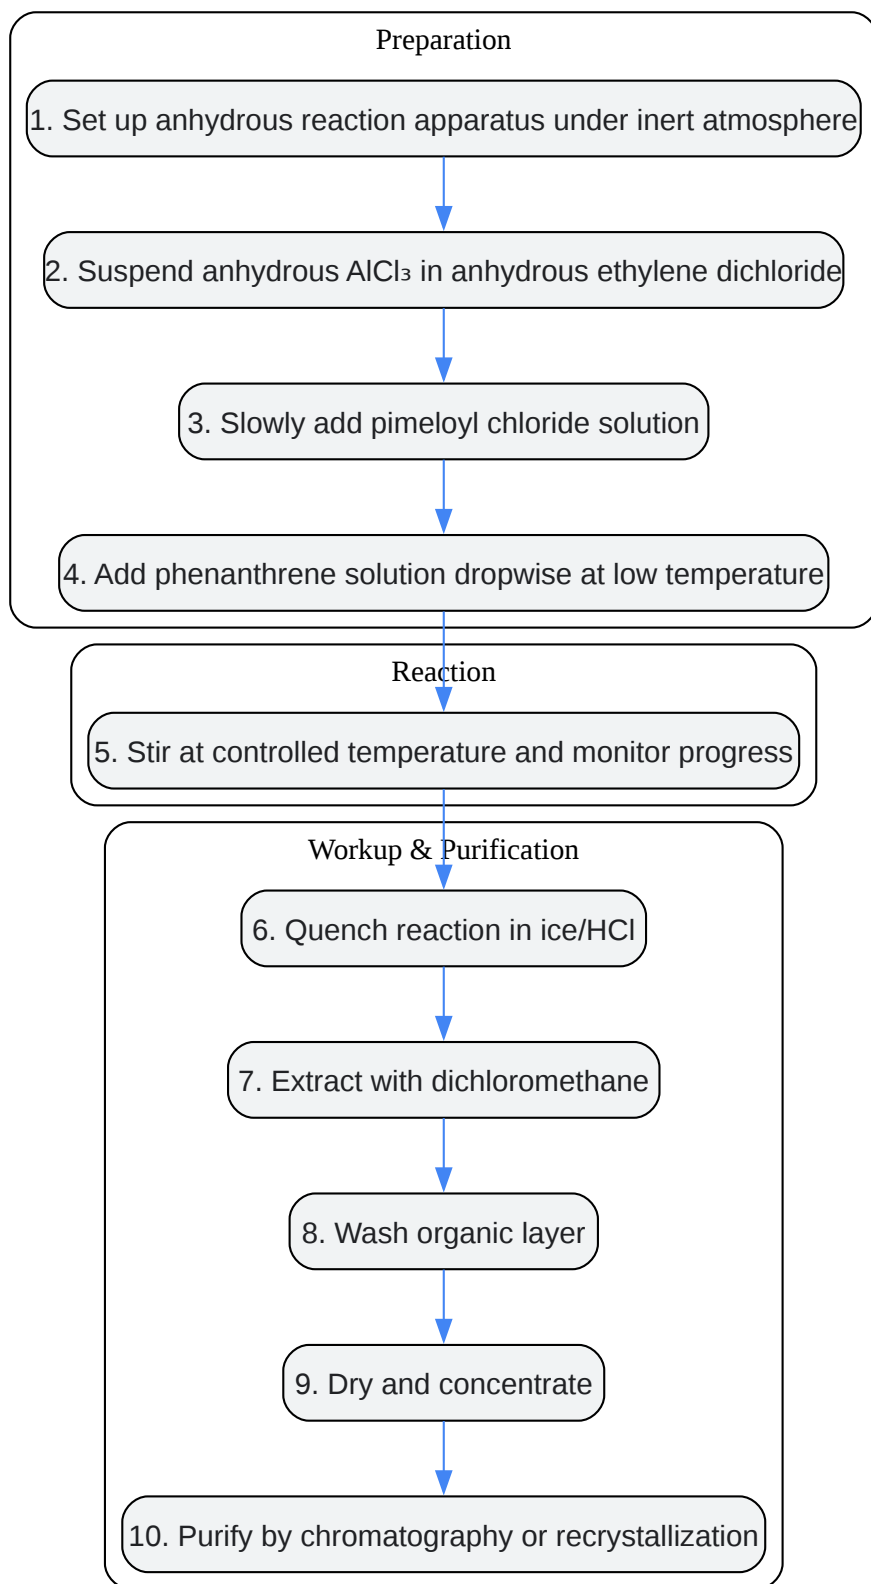 Preparation
1. Set up anhydrous reaction apparatus under inert atmosphere
2. Suspend anhydrous AlCl₃ in anhydrous ethylene dichloride
3. Slowly add pimeloyl chloride solution
4. Add phenanthrene solution dropwise at low temperature
Reaction
5. Stir at controlled temperature and monitor progress
Workup & Purification
6. Quench reaction in ice/HCl
7. Extract with dichloromethane
8. Wash organic layer
9. Dry and concentrate
10. Purify by chromatography or recrystallization